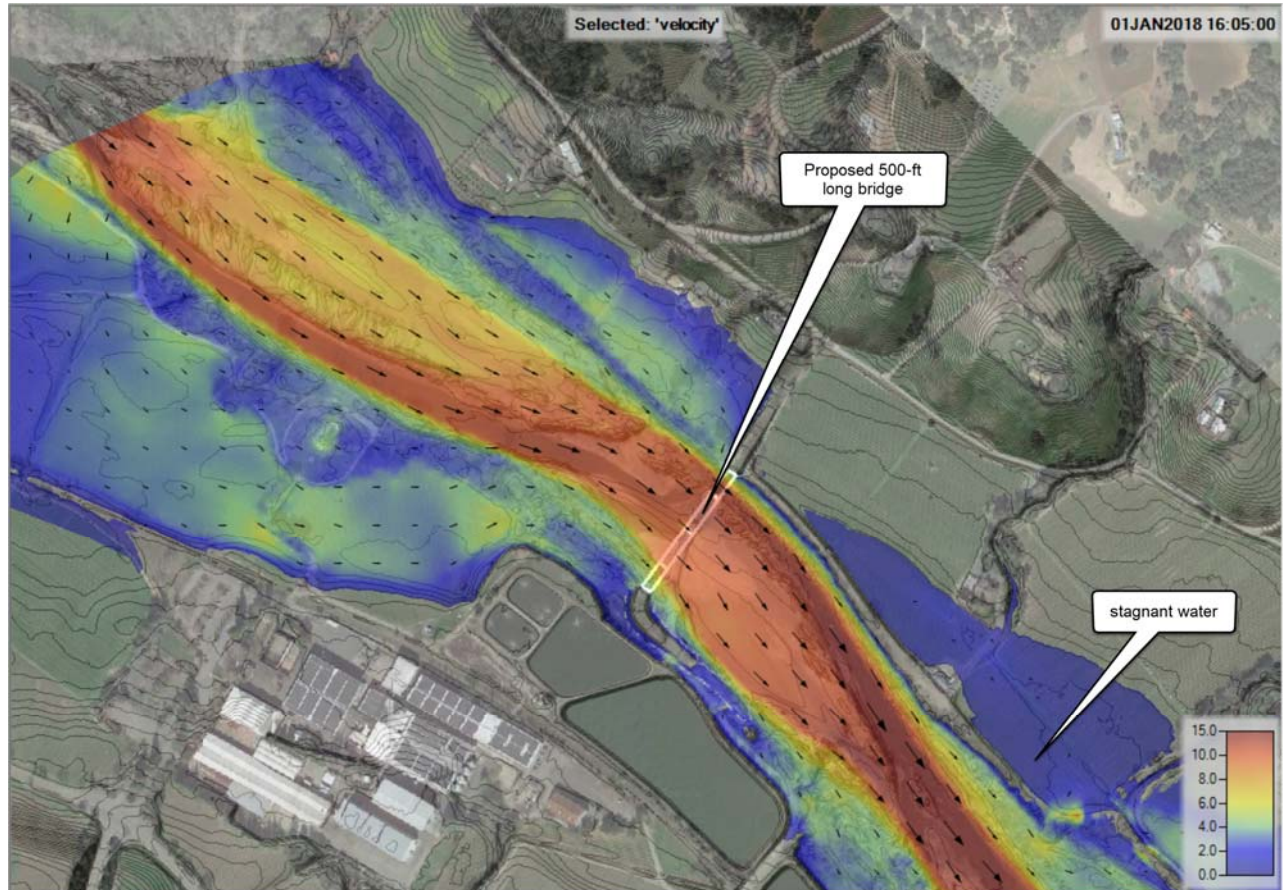 Selected: 'velocity'
01JAN2018 16:05:00
Proposed 500-ft
long bridge
stagnant water
15.0
10.0
8.0
6.0
4.0
2.0
0.0